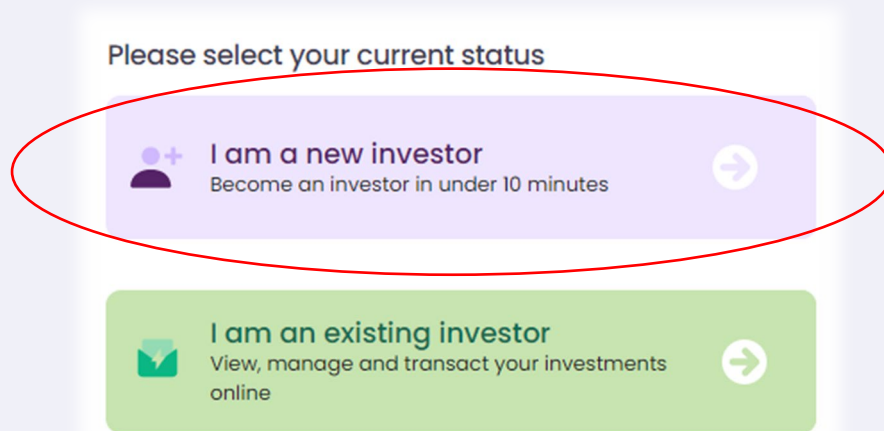 Please select your current status
I am a new investor
Become an investor in under 10 minutes
I am an existing investor
View, manage and transact your investments
online